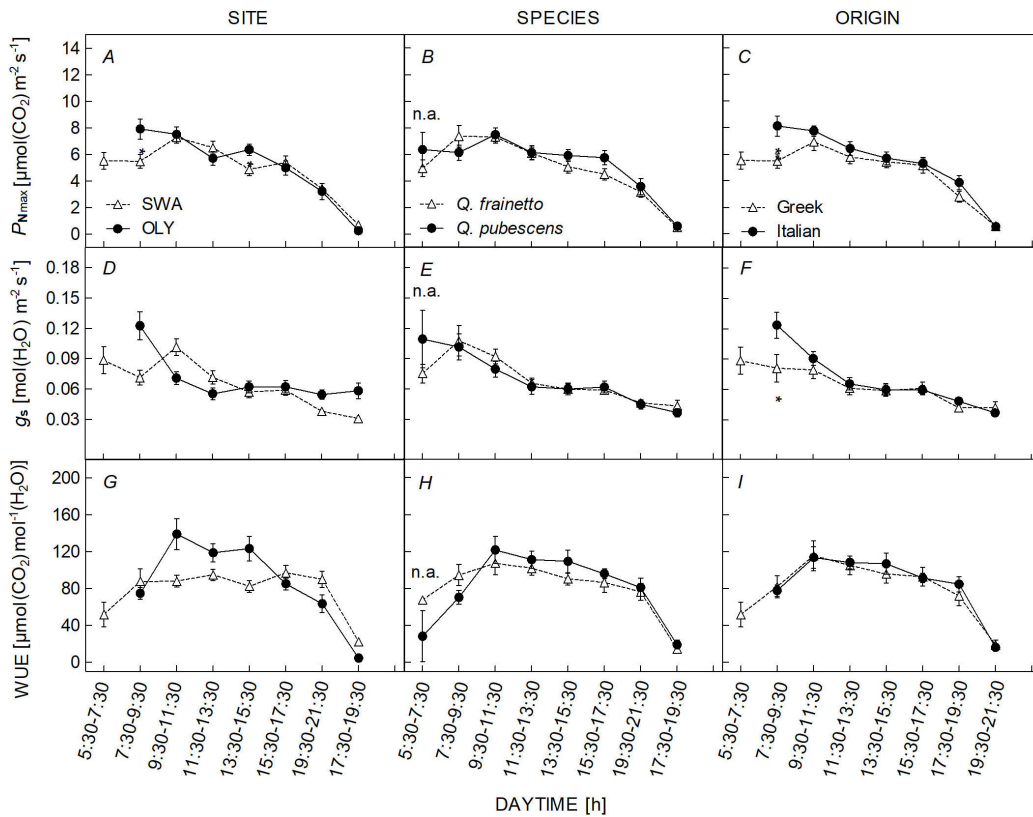 SITE SPECIES ORIGIN
A B C
P_Nmax [µmol(CO₂) m⁻² s⁻¹]
14
12
10
8
6
4
2
0
n.a.
* * *
SWA
OLY
Q. frainetto
Q. pubescens
Greek
Italian
D E F
gₛ [mol(H₂O) m⁻² s⁻¹]
0.18
0.15
0.12
0.09
0.06
0.03
n.a.
*
G H I
WUE [µmol(CO₂) mol⁻¹(H₂O)]
200
160
120
80
40
0
n.a.
5:30-7:30 7:30-9:30 9:30-11:30 11:30-13:30 13:30-15:30 15:30-17:30 19:30-21:30 17:30-19:30
5:30-7:30 7:30-9:30 9:30-11:30 11:30-13:30 13:30-15:30 15:30-17:30 19:30-21:30 17:30-19:30
5:30-7:30 7:30-9:30 9:30-11:30 11:30-13:30 13:30-15:30 15:30-17:30 17:30-19:30 19:30-21:30
DAYTIME [h]